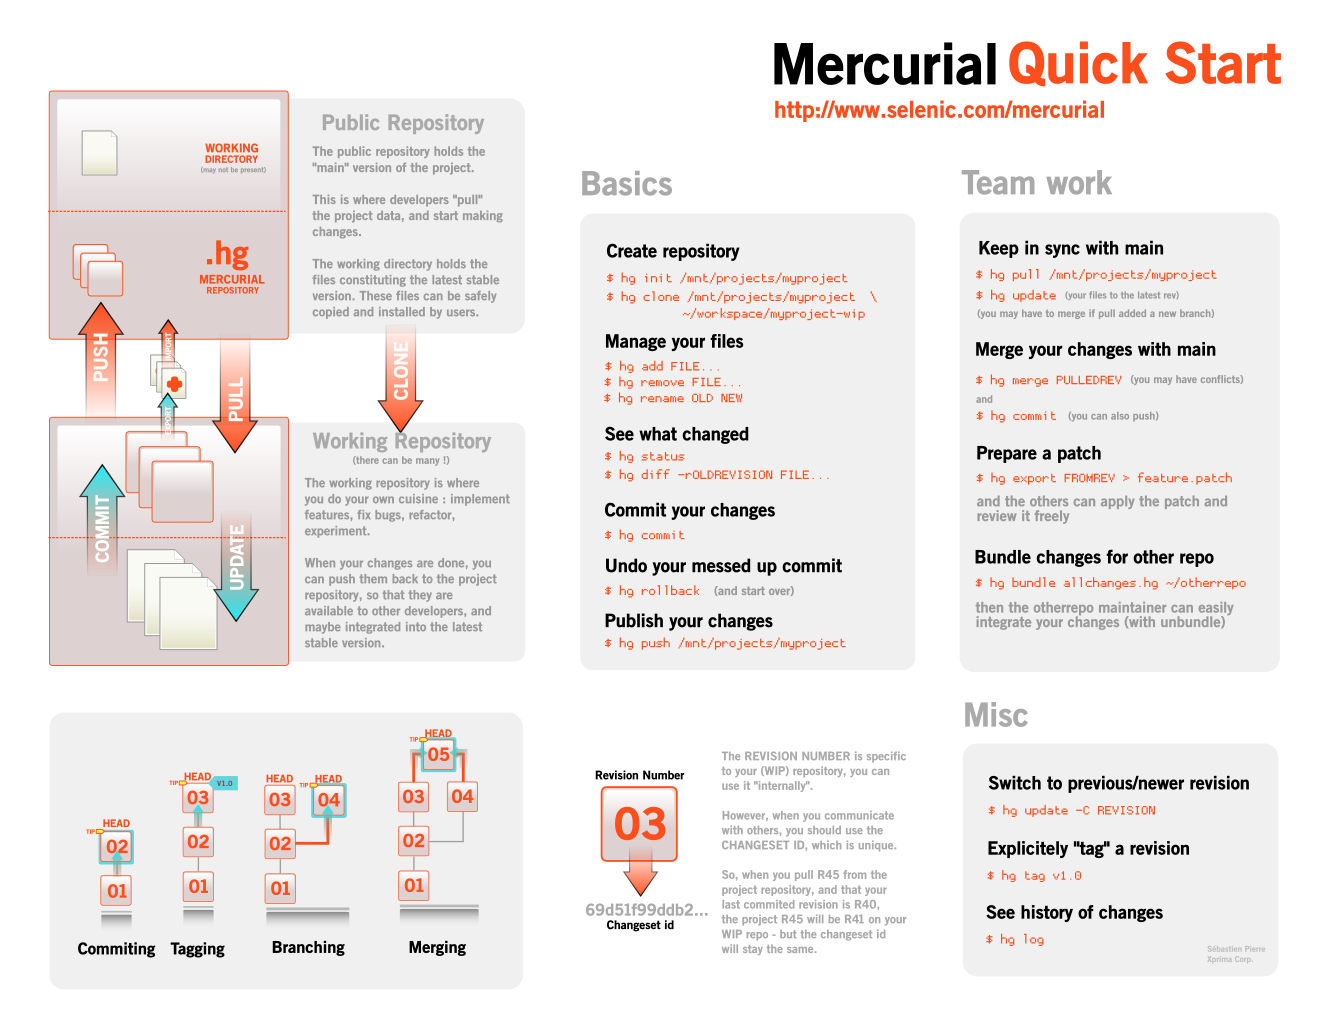 Mercurial Quick Start
http://www.selenic.com/mercurial
WORKING
DIRECTORY
(may not be present)
.hg
MERCURIAL
REPOSITORY
Public Repository
The public repository holds the
"main" version of the project.
This is where developers "pull"
the project data, and start making
changes.
The working directory holds the
files constituting the latest stable
version. These files can be safely
copied and installed by users.
PUSH
IMPORT
EXPORT
PULL
CLONE
COMMIT
UPDATE
Working Repository
(there can be many !)
The working repository is where
you do your own cuisine : implement
features, fix bugs, refactor,
experiment.
When your changes are done, you
can push them back to the project
repository, so that they are
available to other developers, and
maybe integrated into the latest
stable version.
Basics
Create repository
$ hg init /mnt/projects/myproject
$ hg clone /mnt/projects/myproject \
~/workspace/myproject-wip
Manage your files
$ hg add FILE...
$ hg remove FILE...
$ hg rename OLD NEW
See what changed
$ hg status
$ hg diff -rOLDREVISION FILE...
Commit your changes
$ hg commit
Undo your messed up commit
$ hg rollback (and start over)
Publish your changes
$ hg push /mnt/projects/myproject
Team work
Keep in sync with main
$ hg pull /mnt/projects/myproject
$ hg update (your files to the latest rev)
(you may have to merge if pull added a new branch)
Merge your changes with main
$ hg merge PULLEDREV (you may have conflicts)
and
$ hg commit (you can also push)
Prepare a patch
$ hg export FROMREV > feature.patch
and the others can apply the patch and
review it freely
Bundle changes for other repo
$ hg bundle allchanges.hg ~/otherrepo
then the otherrepo maintainer can easily
integrate your changes (with unbundle)
HEAD
TIP
02
01
Commiting
HEAD
TIP
V1.0
03
02
01
Tagging
HEAD
HEAD
TIP
03
04
02
01
Branching
HEAD
TIP
05
03
04
02
01
Merging
Revision Number
03
69d51f99ddb2...
Changeset id
The REVISION NUMBER is specific
to your (WIP) repository, you can
use it "internally".
However, when you communicate
with others, you should use the
CHANGESET ID, which is unique.
So, when you pull R45 from the
project repository, and that your
last commited revision is R40,
the project R45 will be R41 on your
WIP repo - but the changeset id
will stay the same.
Misc
Switch to previous/newer revision
$ hg update -C REVISION
Explicitely "tag" a revision
$ hg tag v1.0
See history of changes
$ hg log
Sébastien Pierre
Xprima Corp.